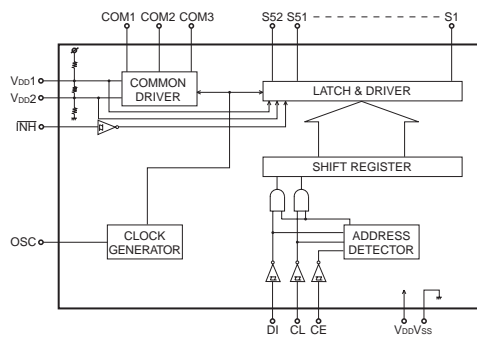 COM1 COM2 COM3
S52 S51 S1
VDD1
VDD2
COMMON
DRIVER
LATCH & DRIVER
INH
SHIFT REGISTER
OSC
CLOCK
GENERATOR
ADDRESS
DETECTOR
DI CL CE VDD VSS